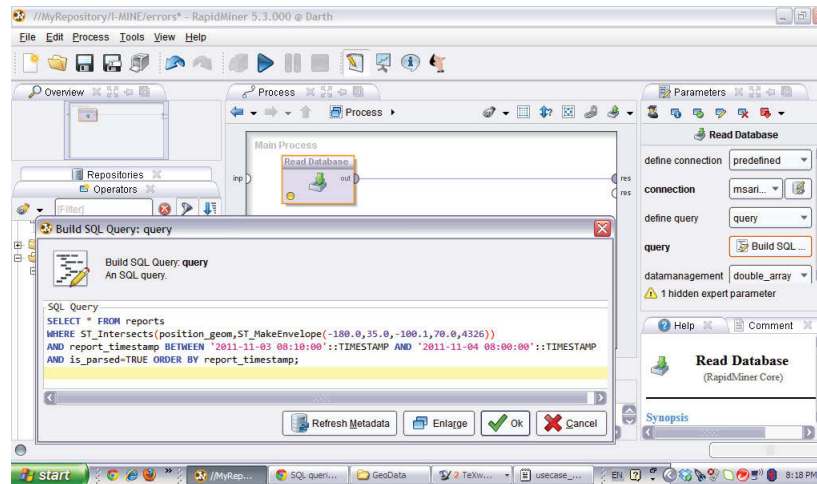 //MyRepository/I-MINE/errors* - RapidMiner 5.3.000 @ Darth
File Edit Process Tools View Help
Overview
Process
Parameters
Process
Read Database
Main Process
Read Database
inp
out
res
res
define connection predefined
Repositories
Operators
connection msari...
[Filter]
define query query
Build SQL Query: query
query Build SQL ...
Build SQL Query: query
An SQL query.
datamanagement double_array
1 hidden expert parameter
SQL Query
SELECT * FROM reports
WHERE ST_Intersects(position_geom,ST_MakeEnvelope(-180.0,35.0,-100.1,70.0,4326))
AND report_timestamp BETWEEN '2011-11-03 08:10:00'::TIMESTAMP AND '2011-11-04 08:00:00'::TIMESTAMP
AND is_parsed=TRUE ORDER BY report_timestamp;
Help
Comment
Read Database
(RapidMiner Core)
Synopsis
Refresh Metadata
Enlarge
Ok
Cancel
start
//MyRep...
SQL queri...
GeoData
2 TeXw...
usecase_...
EN
8:18 PM